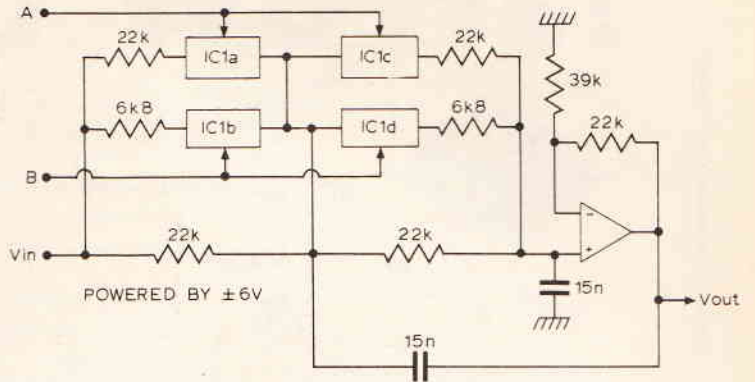 A
22k
IC1a
IC1c
22k
39k
6k8
IC1b
IC1d
6k8
22k
B
-
+
Vin
22k
22k
15n
Vout
POWERED BY ±6V
15n